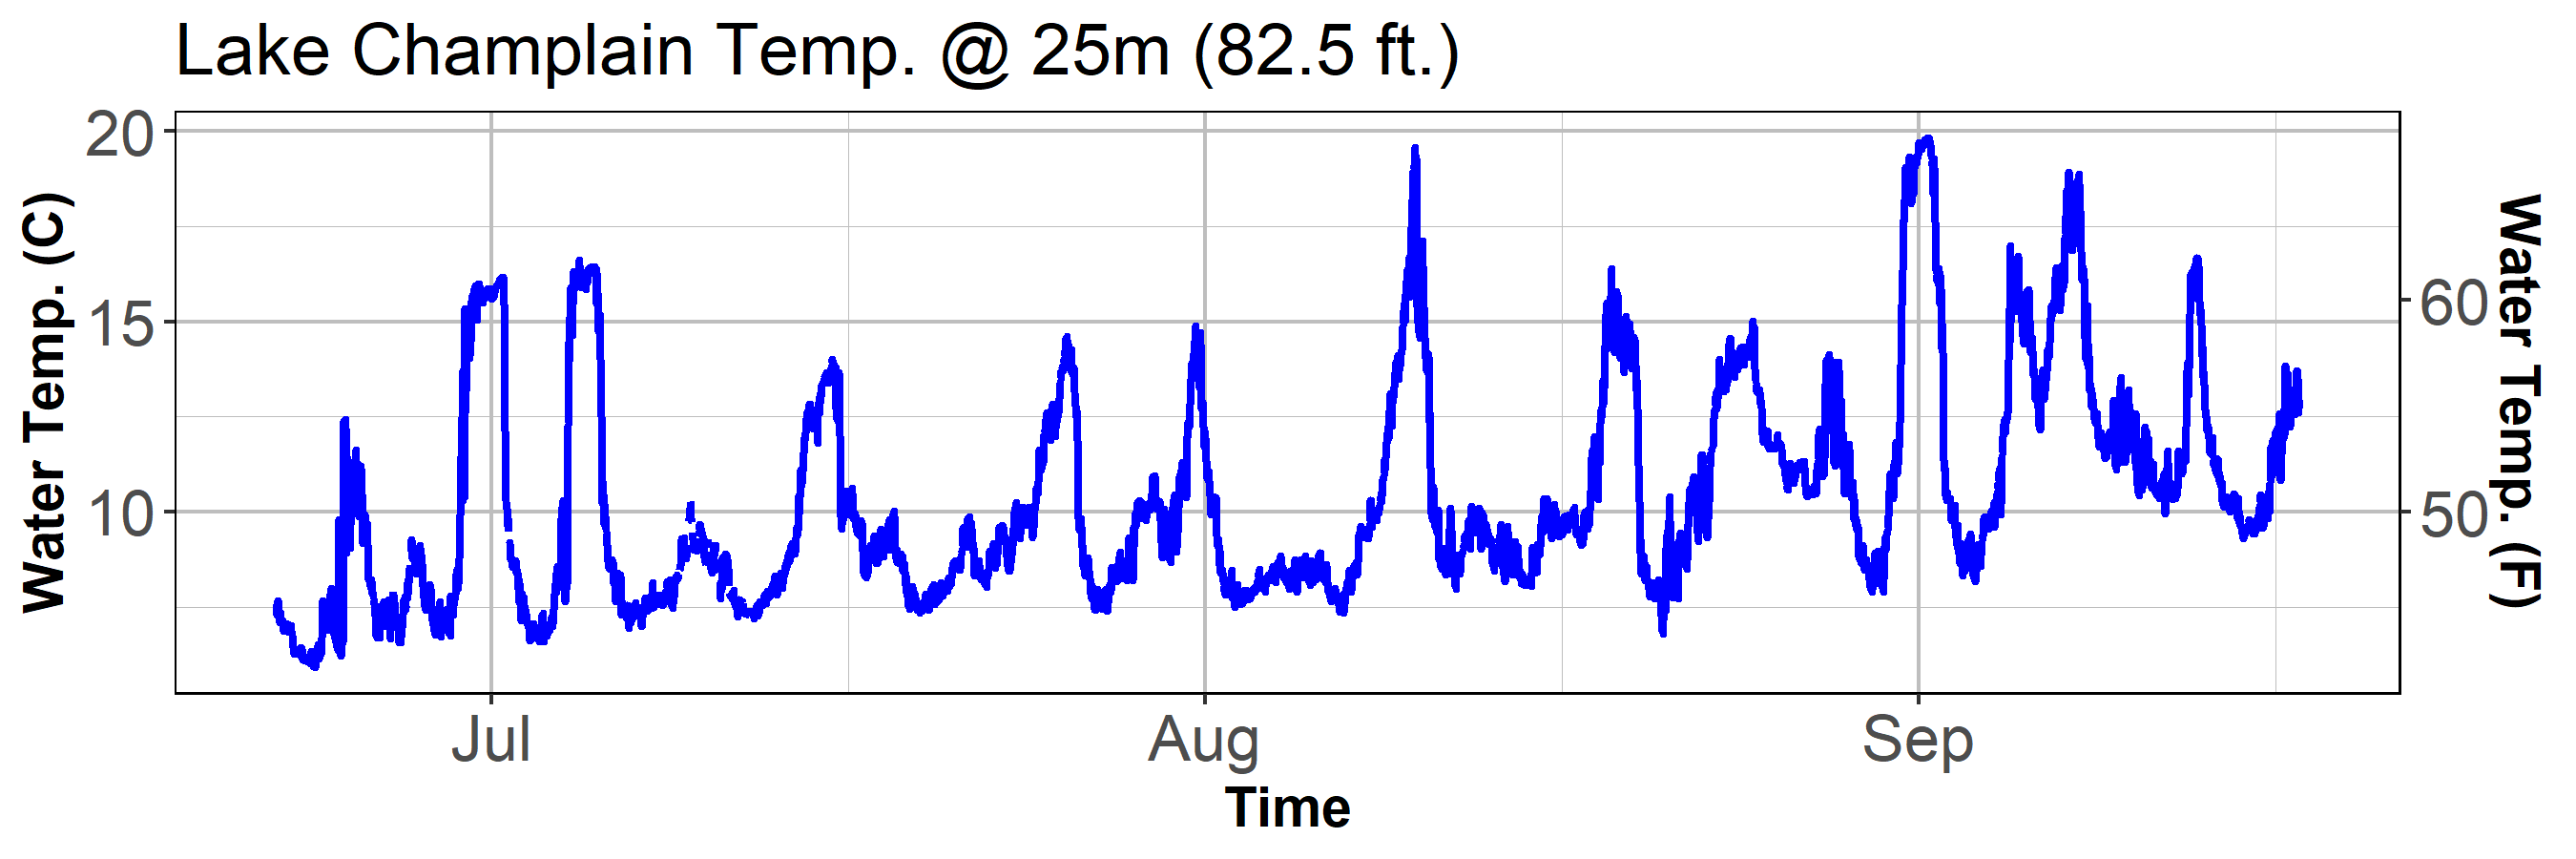 Lake Champlain Temp. @ 25m (82.5 ft.)
Water Temp. (C)
20
15
10
60
50
Water Temp. (F)
Jul
Aug
Sep
Time